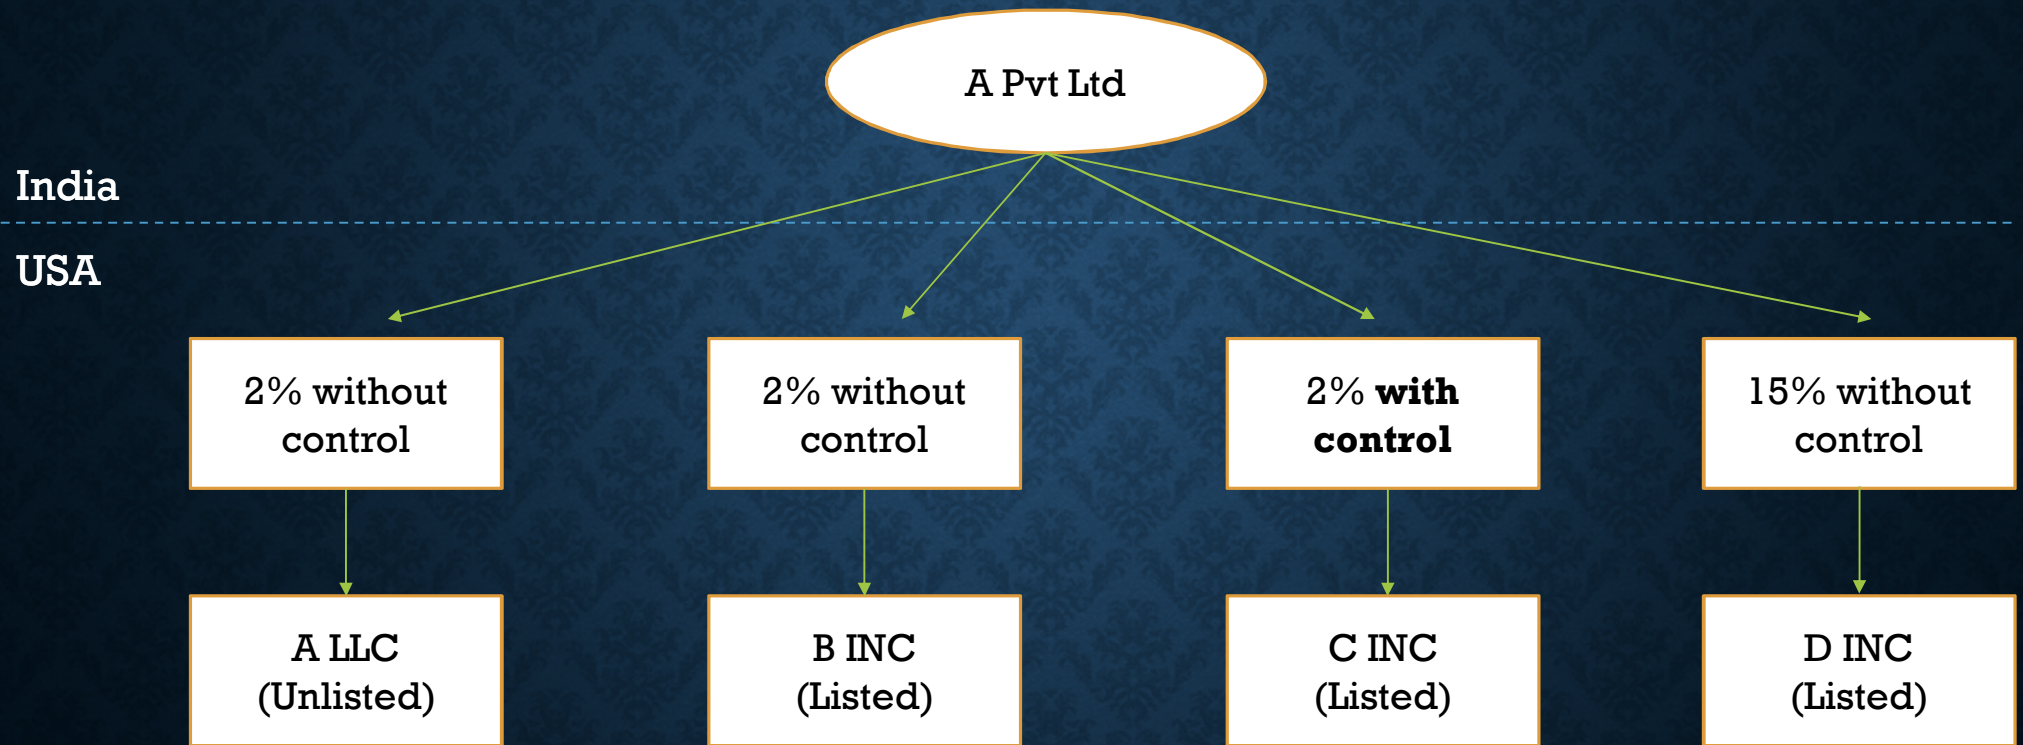 A Pvt Ltd
India
USA
2% without
control
2% without
control
2% with
control
15% without
control
A LLC
(Unlisted)
B INC
(Listed)
C INC
(Listed)
D INC
(Listed)